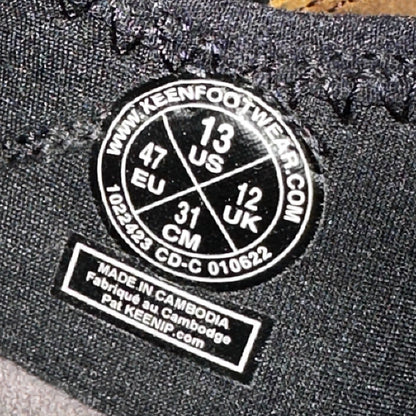 WWW.KEENFOOTWEAR.COM
13
US
47
EU
12
UK
31
CM
1022423 CD-C 010622
MADE IN CAMBODIA
Fabriqué au Cambodge
Pat KEENIP.com